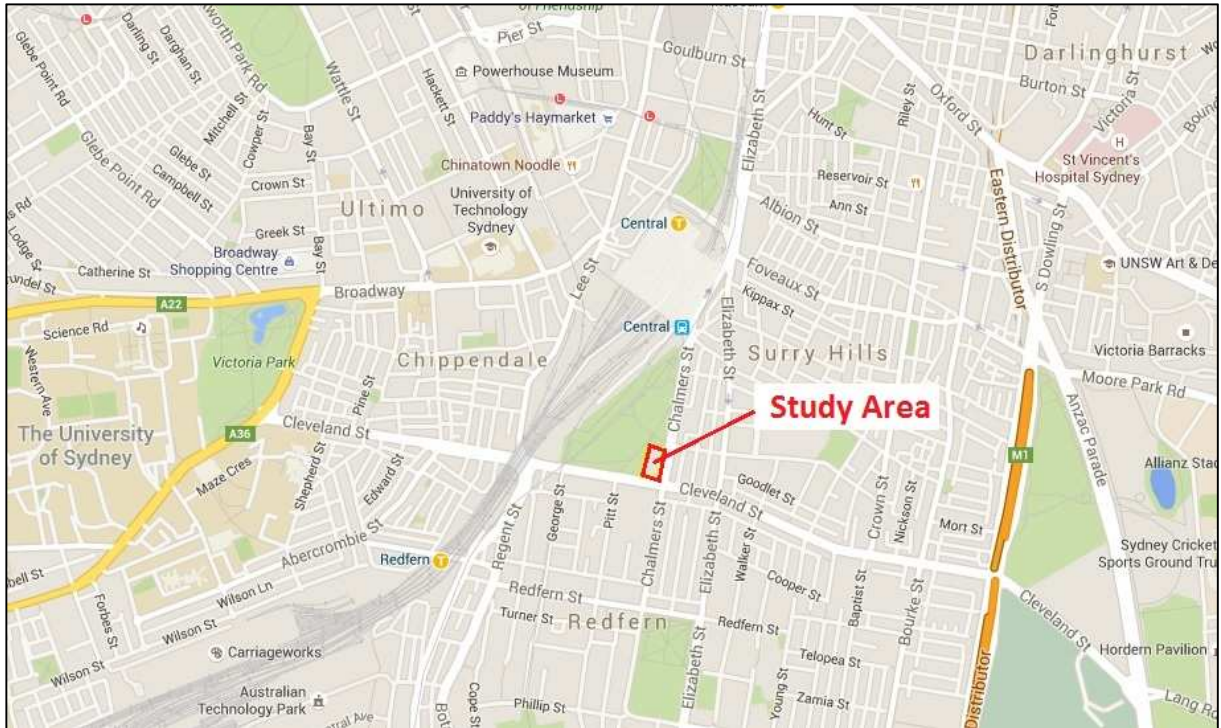 of Friendship
Pier St
Goulburn St
Darlinghurst
Burton St
Glebe Point Rd
Darling St
Darghan St
Wattle St
Hackett St
Powerhouse Museum
Mitchell St
Cowper St
Bay St
Elizabeth St
Hunt St
Riley St
Oxford St
Victoria St
H
St Vincent's
Hospital Sydney
Paddy's Haymarket
Glebe Point Rd
Glebe St
Campbell St
Crown St
Chinatown Noodle
Reservoir St
Ann St
Albion St
Eastern Distributor
Ultimo
University of
Technology
Sydney
Central
T
S Dowling St
Greek St
Bay St
Lodge St
Broadway
Shopping Centre
Lee St
Foveaux St
UNSW Art & De
Catherine St
Broadway
A22
Kippax St
Science Rd
Central
Elizabeth St
Surry Hills
Victoria Barracks
Western Ave
Victoria Park
Chippendale
Chalmers St
Moore Park Rd
Pine St
Study Area
Anzac Parade
The University
of Sydney
A36
Cleveland St
M1
Allianz Stad
Maze Cres
Shepherd St
Edward St
Goodlet St
Crown St
Nickson St
Cleveland St
Mort St
Abercrombie St
Regent St
George St
Pitt St
Chalmers St
Elizabeth St
Walker St
Sydney Cricket
Sports Ground Tru
Redfern
T
Cooper St
Baptist St
Bourke St
Cleveland St
Forbes St
Wilson Ln
Redfern St
Wilson St
Turner St
Redfern
Redfern St
Telopea St
Hordern Pavilion
Carriageworks
Wilson St
Australian
Technology Park
Cope St
Phillip St
Young St
Zamia St
Distributor
Lang Rd